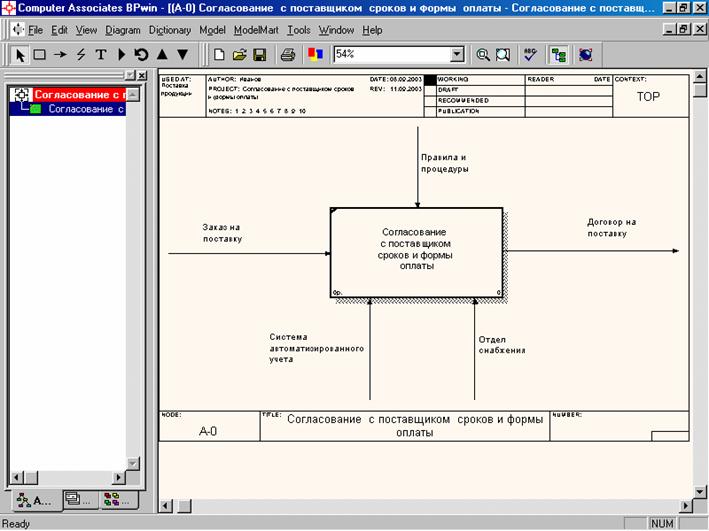 Computer Associates BPwin - [(A-0) Согласование с поставщиком сроков и формы оплаты - Согласование с поставщ...
File Edit View Diagram Dictionary Model ModelMart Tools Window Help
54%
Согласование с п
Согласование с
USED AT:
Поставка
продукции
AUTHOR: Иванов
DATE: 08.09.2003
PROJECT: Согласование с поставщиком сроков
и формы оплаты
REV: 11.09.2003
NOTES: 1 2 3 4 5 6 7 8 9 10
WORKING
DRAFT
RECOMMENDED
PUBLICATION
READER
DATE
CONTEXT:
TOP
Правила и
процедуры
Заказ на
поставку
Согласование
с поставщиком
сроков и формы
оплаты
0р.
0
Договор на
поставку
Система
автоматизированного
учета
Отдел
снабжения
NODE:
A-0
TITLE:
Согласование с поставщиком сроков и формы
оплаты
NUMBER:
A...
...
...
Ready
NUM